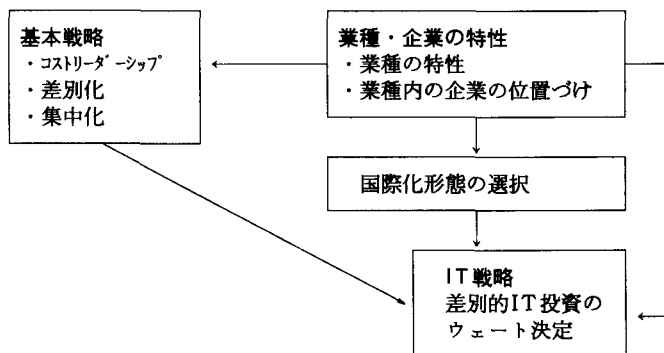 基本戦略
・コストリーダーシップ
・差別化
・集中化
業種・企業の特性
・業種の特性
・業種内の企業の位置づけ
国際化形態の選択
IT戦略
差別的IT投資の
ウェート決定